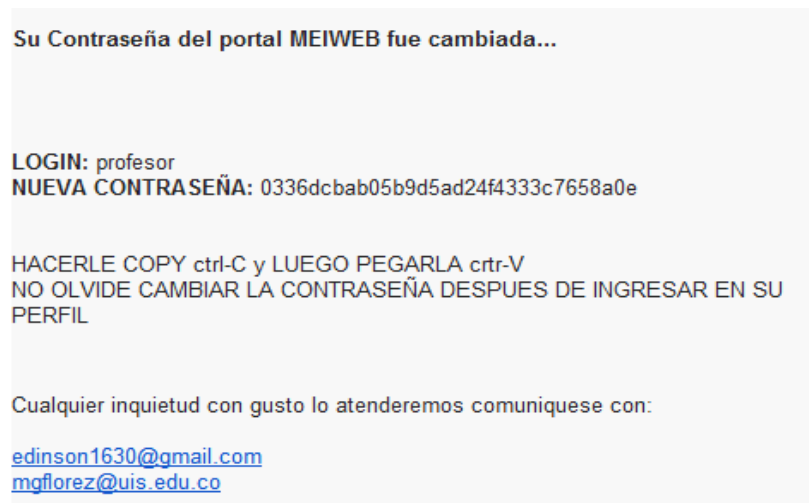 Su Contraseña del portal MEIWEB fue cambiada...
LOGIN: profesor
NUEVA CONTRASEÑA: 0336dcbab05b9d5ad24f4333c7658a0e
HACERLE COPY ctrl-C y LUEGO PEGARLA crtr-V
NO OLVIDE CAMBIAR LA CONTRASEÑA DESPUES DE INGRESAR EN SU
PERFIL
Cualquier inquietud con gusto lo atenderemos comuniquese con:
edinson1630@gmail.com
mgflorez@uis.edu.co